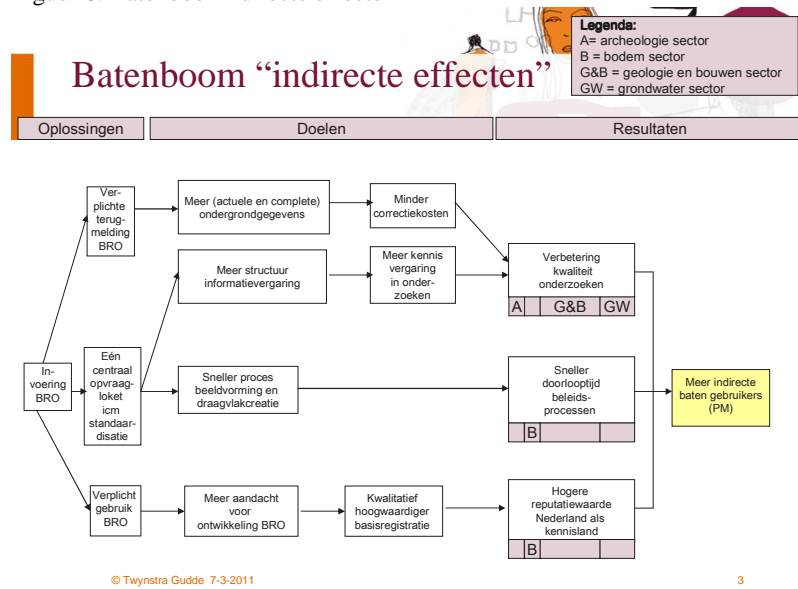 Legenda:
A= archeologie sector
B = bodem sector
G&B = geologie en bouwen sector
GW = grondwater sector
Batenboom “indirecte effecten”
Oplossingen
Doelen
Resultaten
Ver-
plichte
terug-
melding
BRO
Meer (actuele en complete)
ondergrondgegevens
Minder
correctiekosten
Meer structuur
informatievergaring
Meer kennis
vergaring
in onder-
zoeken
Verbetering
kwaliteit
onderzoeken
A
G&B
GW
In-
voering
BRO
Eén
centraal
opvraag-
loket
icm
standaar-
disatie
Sneller proces
beeldvorming en
draagvlakcreatie
Sneller
doorlooptijd
beleids-
processen
B
Meer indirecte
baten gebruikers
(PM)
Verplicht
gebruik
BRO
Meer aandacht
voor
ontwikkeling BRO
Kwalitatief
hoogwaardiger
basisregistratie
Hogere
reputatiewaarde
Nederland als
kennisland
B
© Twynstra Gudde 7-3-2011
3